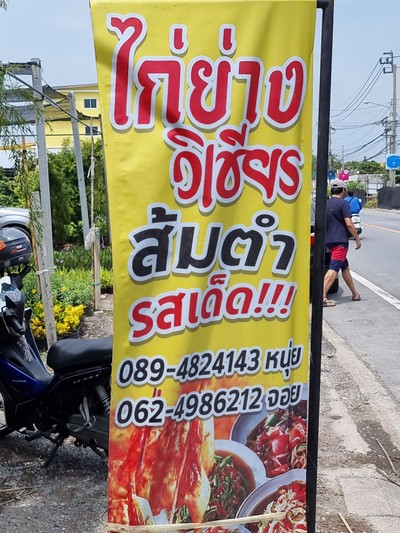 ไก่ย่าง
วิเชียร
ส้มตำ
รสเด็ด!!!
089-4824143 หนุ่ย
062-4986212 จอย